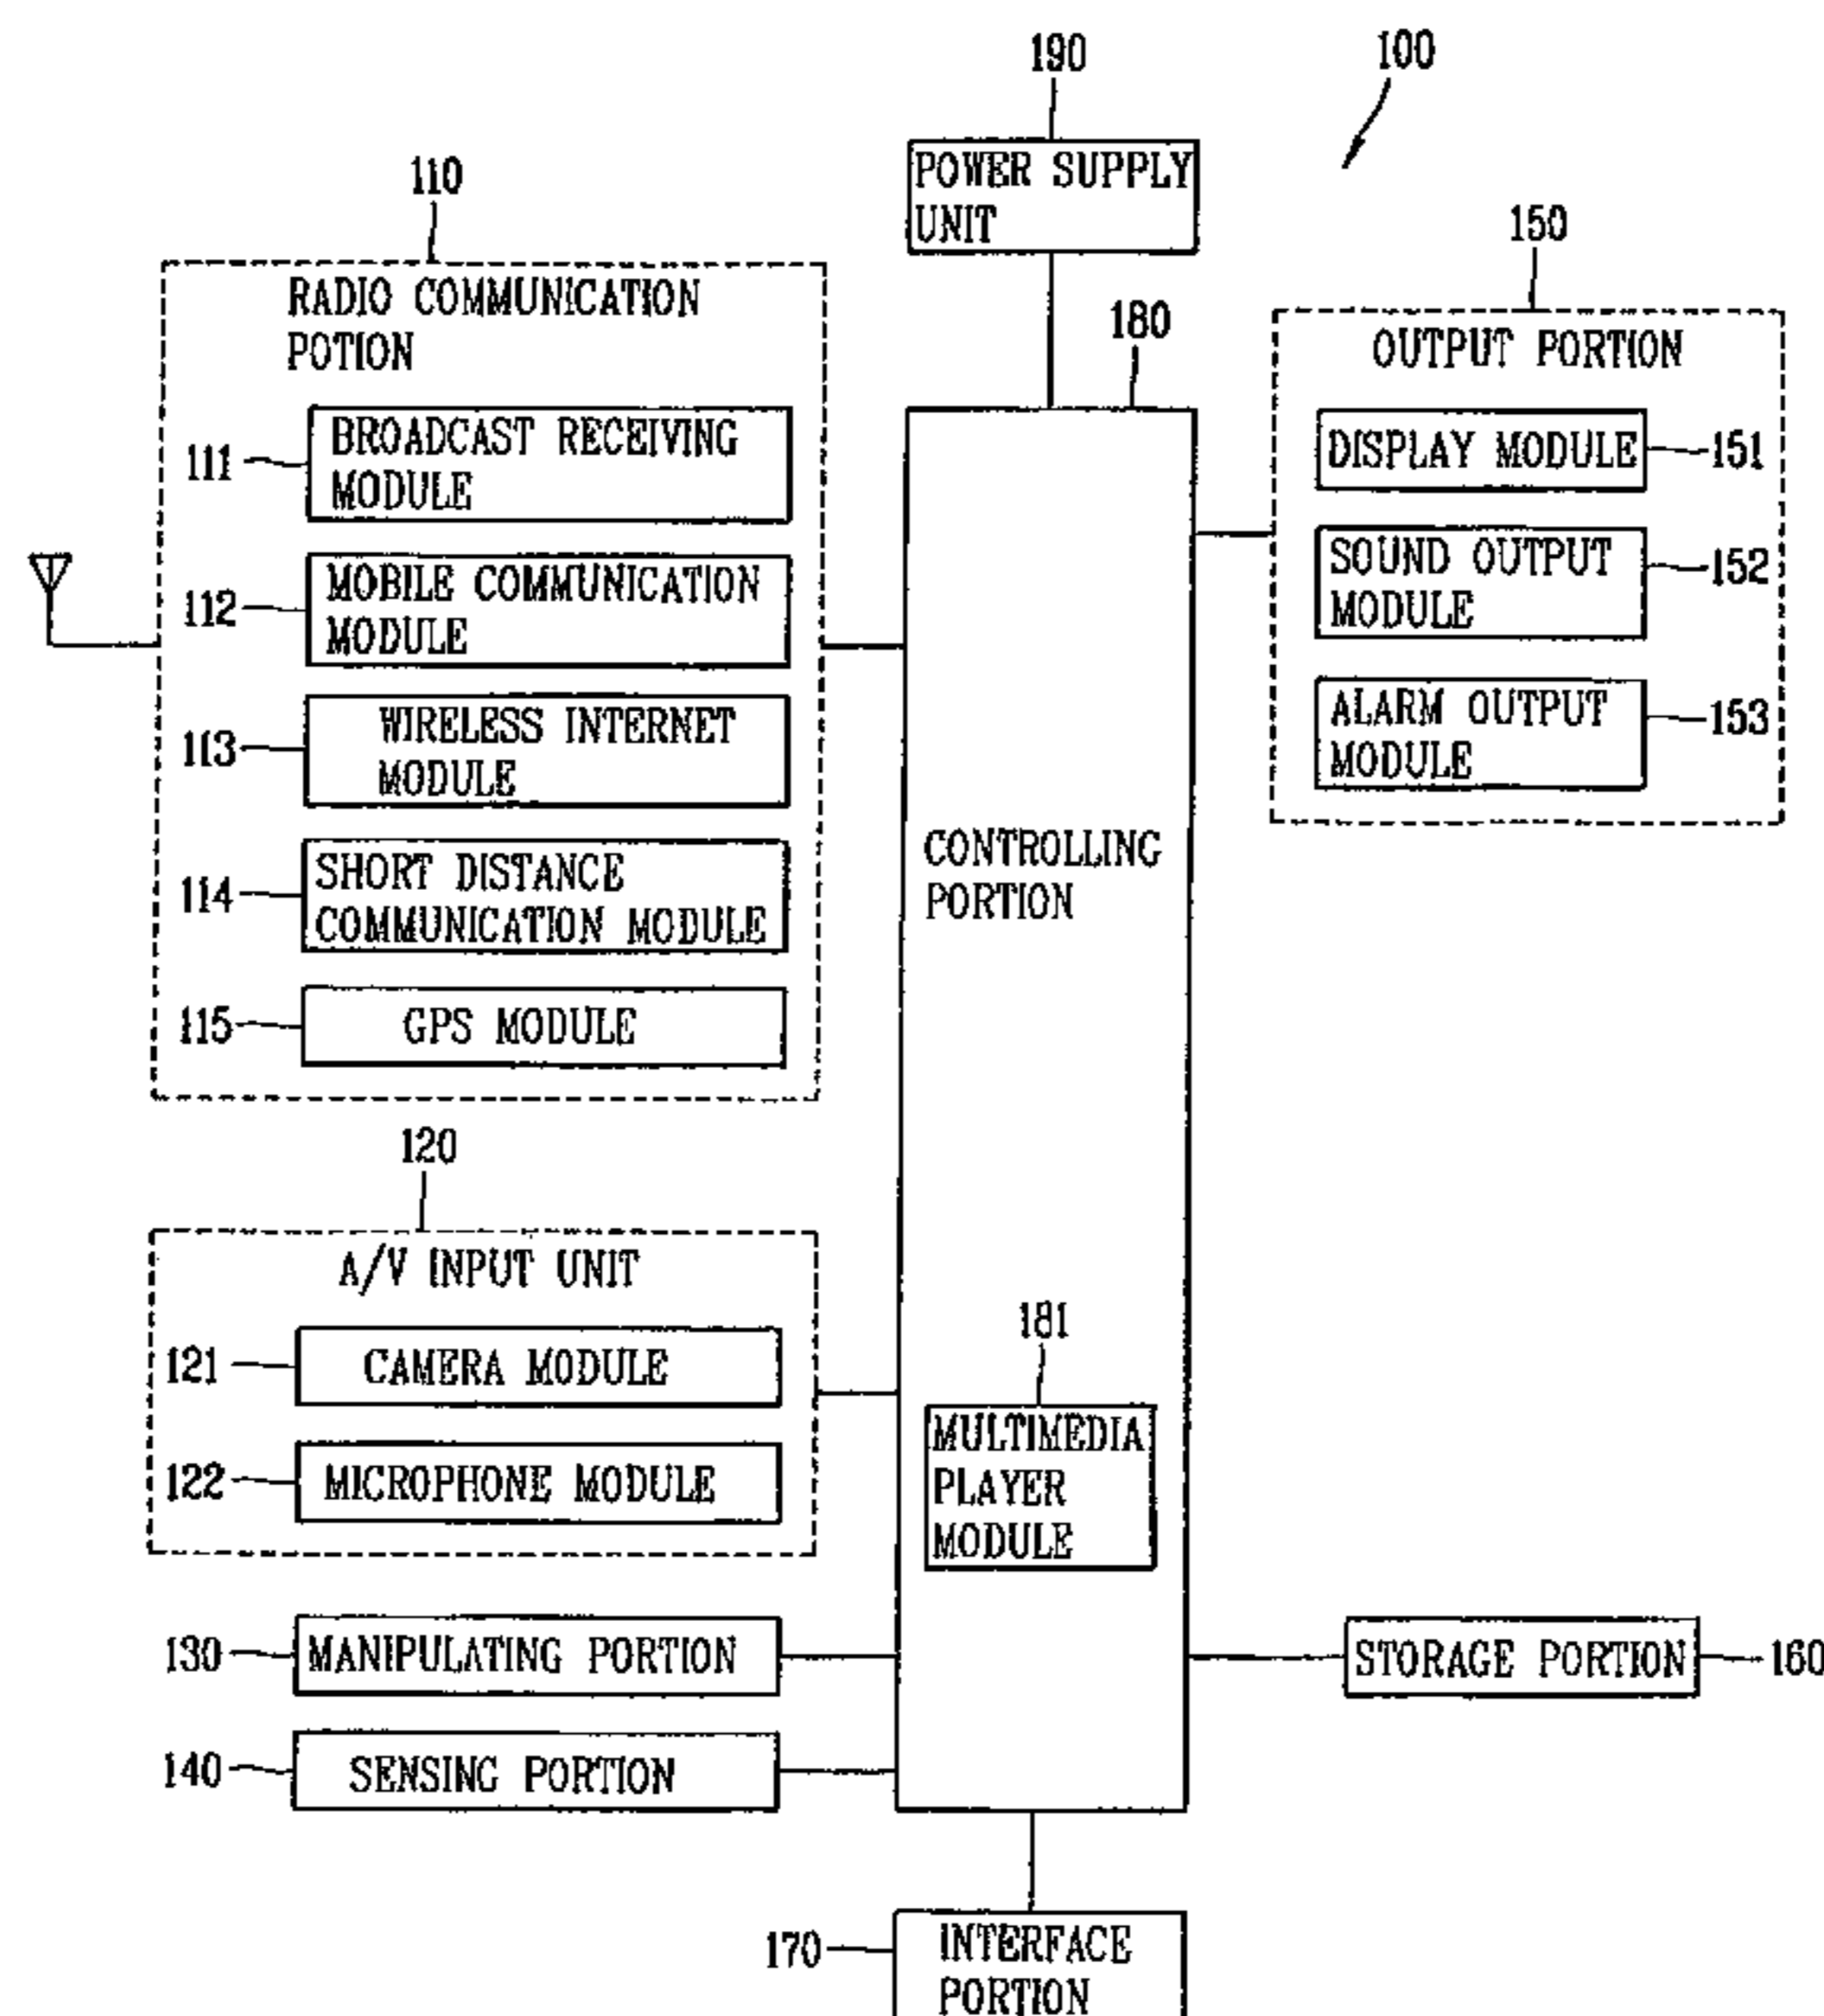 100
190
POWER SUPPLY
UNIT
110
RADIO COMMUNICATION
POTION
111
BROADCAST RECEIVING
MODULE
112
MOBILE COMMUNICATION
MODULE
113
WIRELESS INTERNET
MODULE
114
SHORT DISTANCE
COMMUNICATION MODULE
115
GPS MODULE
120
A/V INPUT UNIT
121
CAMERA MODULE
122
MICROPHONE MODULE
130
MANIPULATING PORTION
140
SENSING PORTION
180
CONTROLLING
PORTION
181
MULTIMEDIA
PLAYER
MODULE
150
OUTPUT PORTION
DISPLAY MODULE
151
SOUND OUTPUT
MODULE
152
ALARM OUTPUT
MODULE
153
STORAGE PORTION
160
170
INTERFACE
PORTION